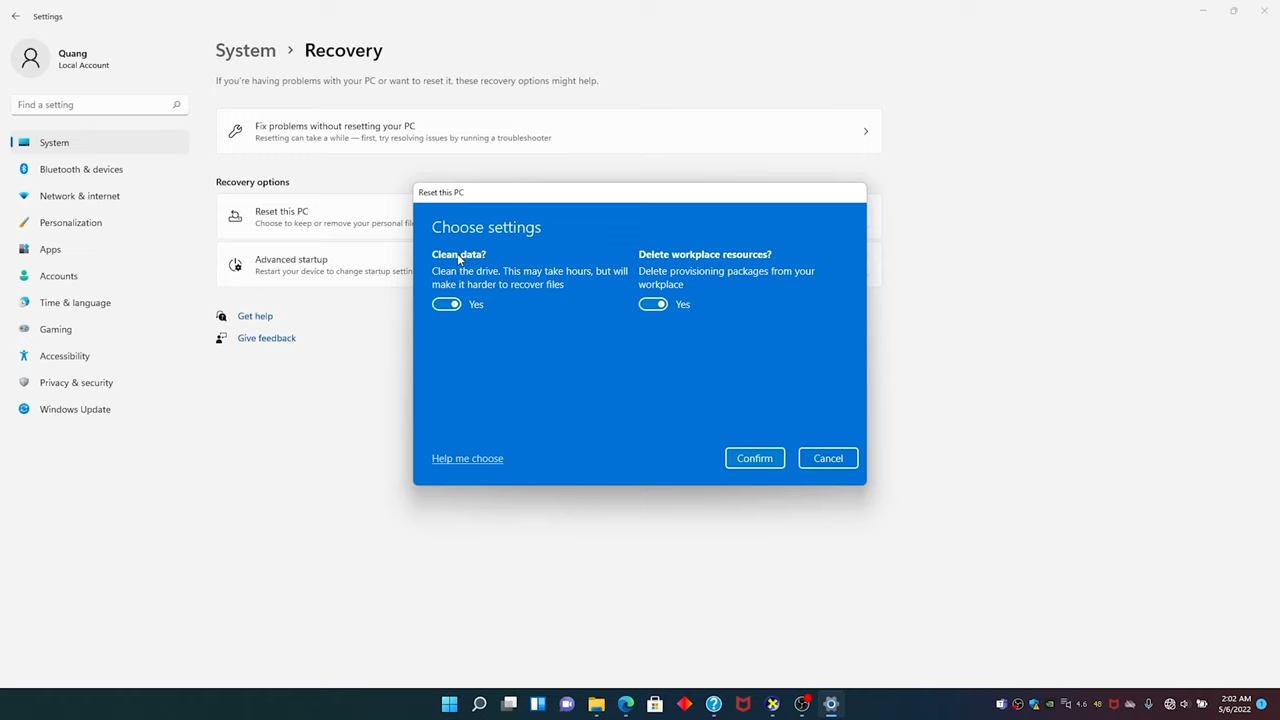 Settings
Quang
Local Account
Find a setting
System
Bluetooth & devices
Network & internet
Personalization
Apps
Accounts
Time & language
Gaming
Accessibility
Privacy & security
Windows Update
System > Recovery
If you're having problems with your PC or want to reset it, these recovery options might help.
Fix problems without resetting your PC
Resetting can take a while — first, try resolving issues by running a troubleshooter
Recovery options
Reset this PC
Choose to keep or remove your personal
Advanced startup
Restart your device to change startup
Get help
Give feedback
Reset this PC
Choose settings
Clean data?
Clean the drive. This may take hours, but will
make it harder to recover files
Yes
Delete workplace resources?
Delete provisioning packages from your
workplace
Yes
Help me choose
Confirm
Cancel
4.6
48
2:02 AM
5/6/2022